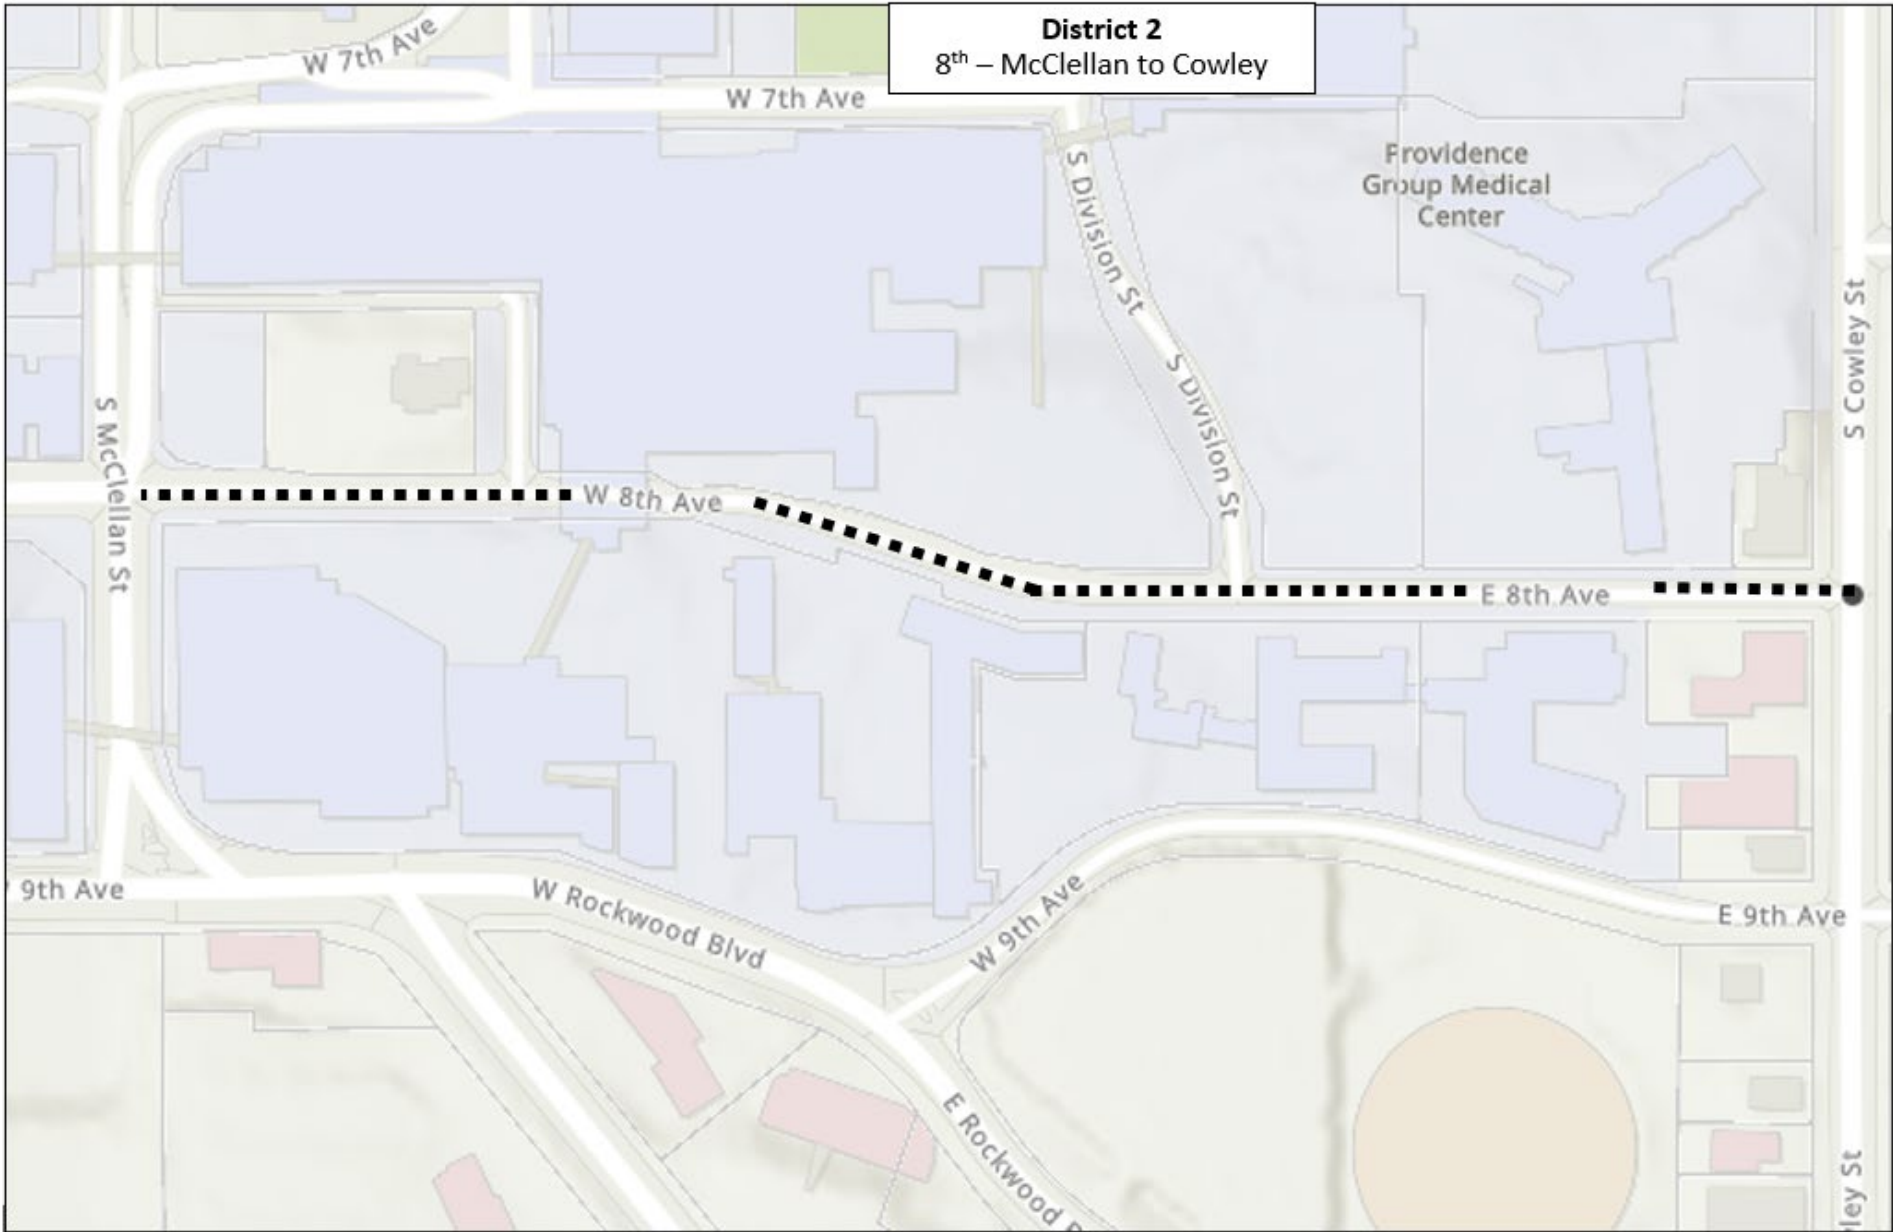 District 2
8th – McClellan to Cowley
W 7th Ave
W 7th Ave
Providence
Group Medical
Center
S Division St
S Division St
S Cowley St
S McClellan St
W 8th Ave
E 8th Ave
9th Ave
W Rockwood Blvd
W 9th Ave
E 9th Ave
E Rockwood
ley St